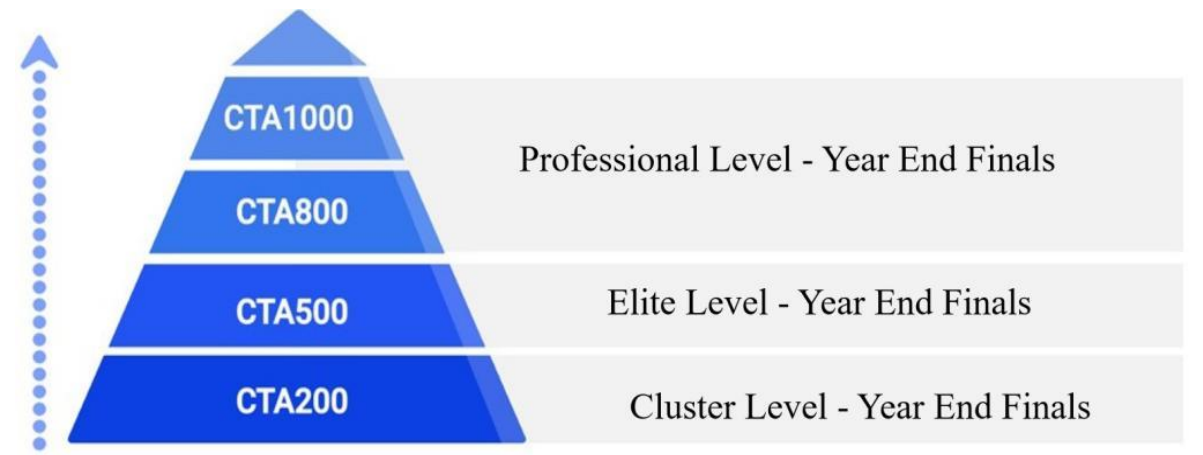 CTA1000
Professional Level - Year End Finals
CTA800
CTA500
Elite Level - Year End Finals
CTA200
Cluster Level - Year End Finals